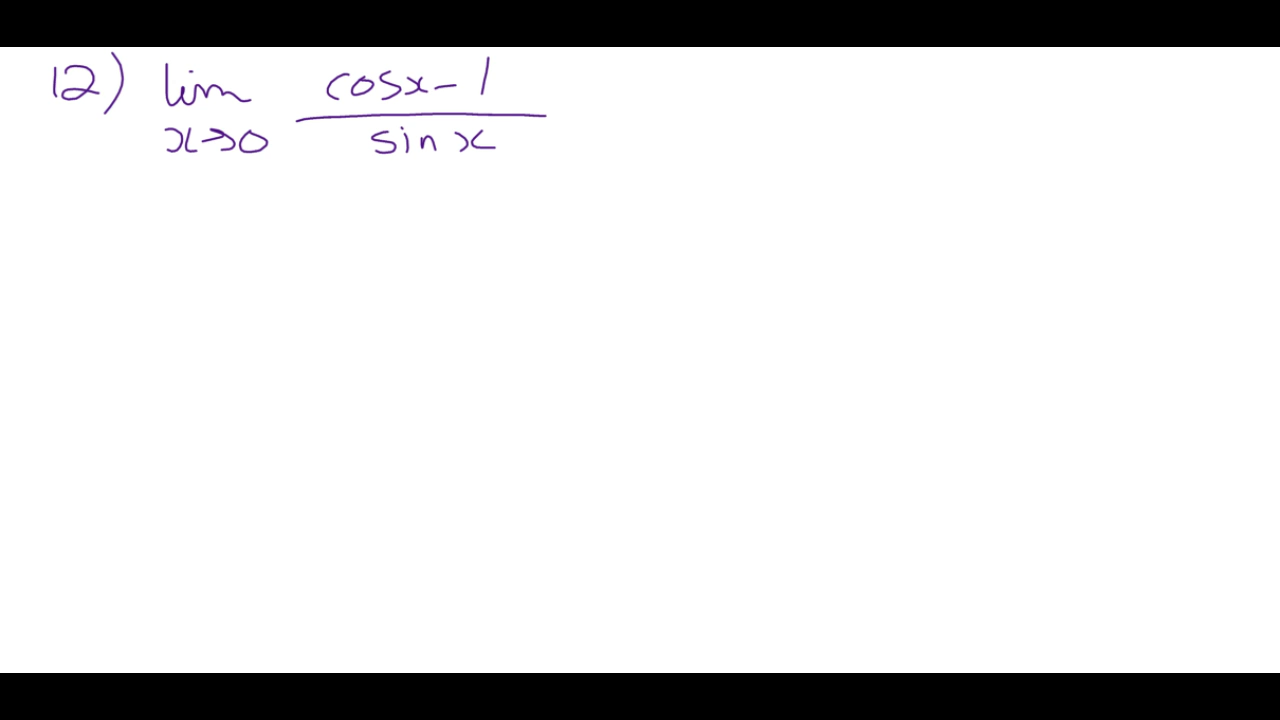 12) lim cosx - 1
x→0 sin x